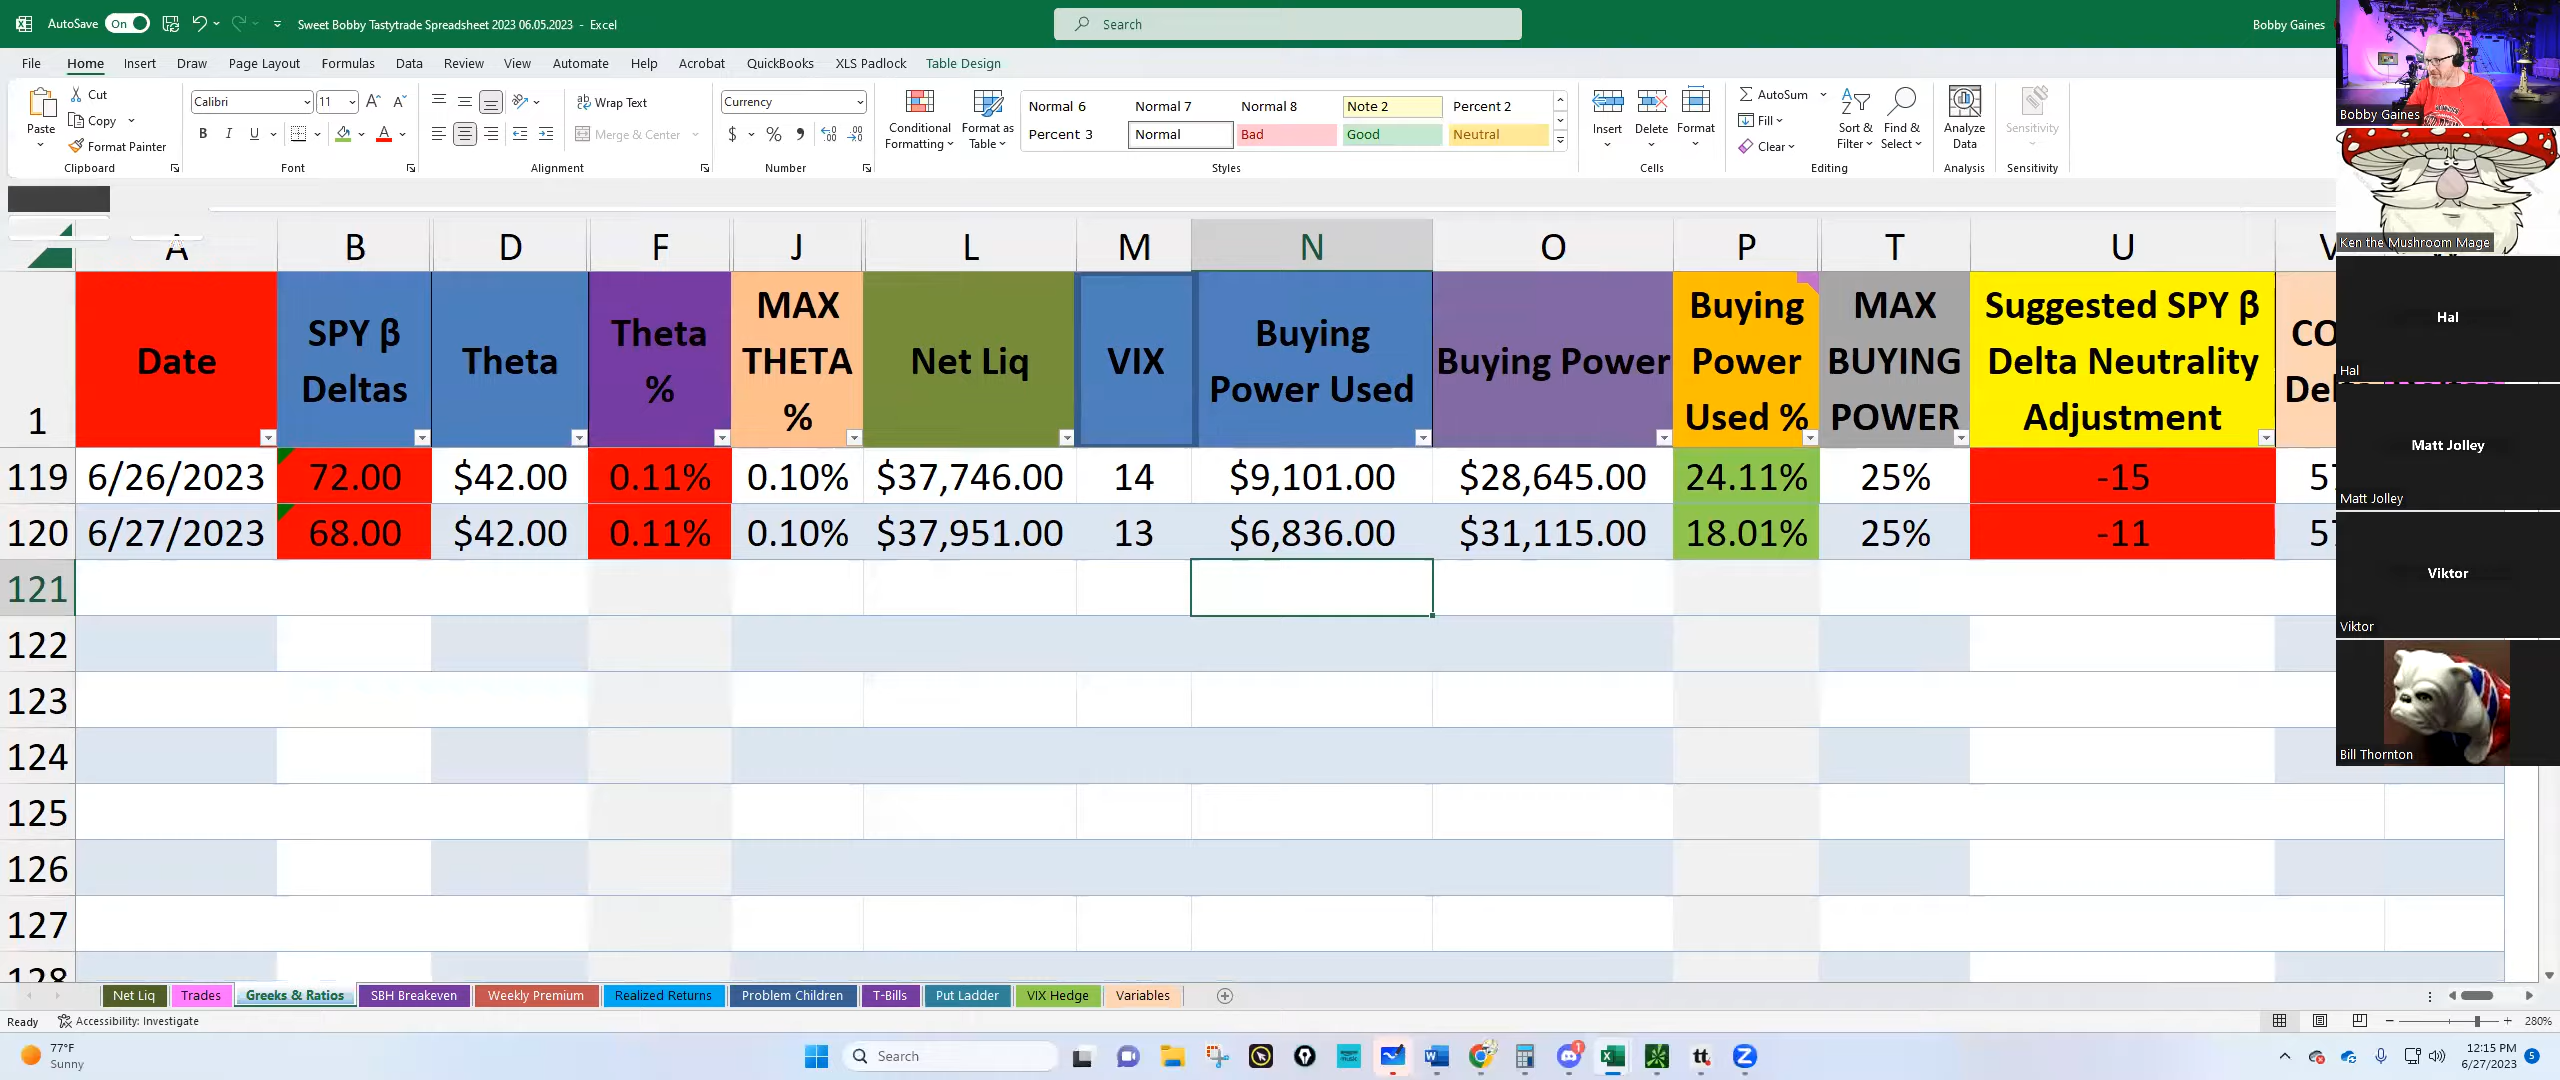 AutoSave On Sweet Bobby Tastytrade Spreadsheet 2023 06.05.2023 - Excel Search Bobby Gaines
File Home Insert Draw Page Layout Formulas Data Review View Automate Help Acrobat QuickBooks XLS Padlock Table Design
Paste Cut Copy Format Painter Clipboard
Calibri 11 A A B I U A Font
ab Wrap Text Merge & Center Alignment
Currency $ % , Number
Conditional Formatting Format as Table
Normal 6 Normal 7 Normal 8 Note 2 Percent 2
Percent 3 Normal Bad Good Neutral
Styles
Insert Delete Format Cells
AutoSum Fill Clear Sort & Filter Find & Select Editing
Analyze Data Analysis
Sensitivity Sensitivity
A B D F J L M N O P T U
1 Date SPY β Deltas Theta Theta % MAX THETA % Net Liq VIX Buying Power Used Buying Power Buying Power Used % MAX BUYING POWER Suggested SPY β Delta Neutrality Adjustment CO
119 6/26/2023 72.00 $42.00 0.11% 0.10% $37,746.00 14 $9,101.00 $28,645.00 24.11% 25% -15 57
120 6/27/2023 68.00 $42.00 0.11% 0.10% $37,951.00 13 $6,836.00 $31,115.00 18.01% 25% -11 57
121
122
123
124
125
126
127
128
Net Liq Trades Greeks & Ratios SBH Breakeven Weekly Premium Realized Returns Problem Children T-Bills Put Ladder VIX Hedge Variables
Ready Accessibility: Investigate 280%
77°F
Sunny
Search
music
W
tt
Z
1
12:15 PM
6/27/2023
5
Bobby Gaines
Ken the Mushroom Mage
Hal
Hal
Matt Jolley
Matt Jolley
Viktor
Viktor
Bill Thornton